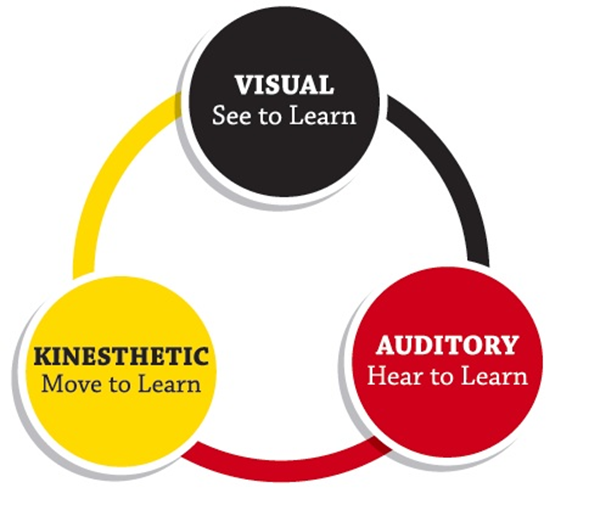 VISUAL
See to Learn
KINESTHETIC
Move to Learn
AUDITORY
Hear to Learn